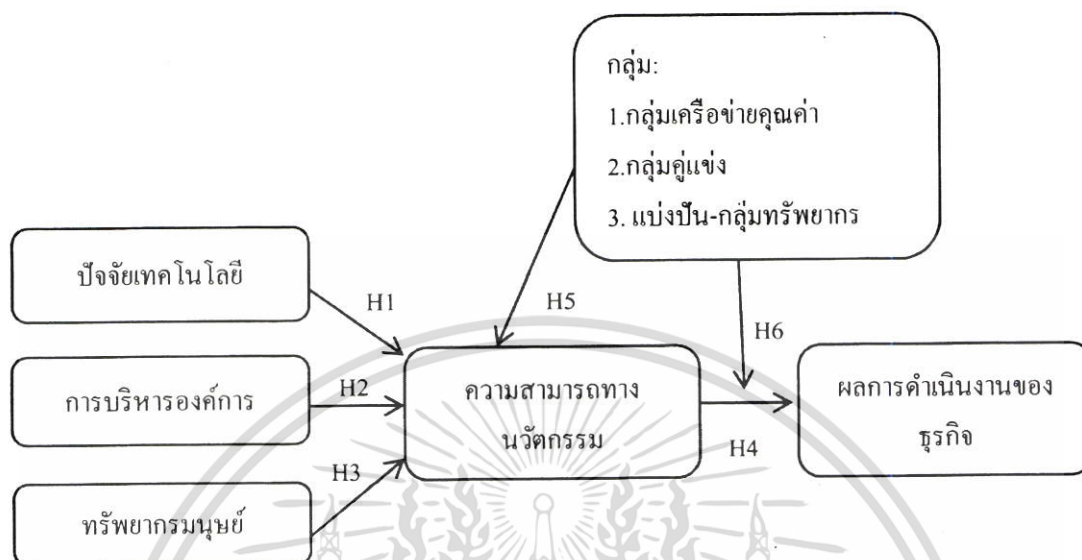 กลุ่ม:
1.กลุ่มเครือข่ายคุณค่า
2.กลุ่มคู่แข่ง
3. แบ่งปัน-กลุ่มทรัพยากร
ปัจจัยเทคโนโลยี
H1
H5
H6
การบริหารองค์การ
H2
ความสามารถทาง
นวัตกรรม
H4
ผลการดำเนินงานของ
ธุรกิจ
H3
ทรัพยากรมนุษย์